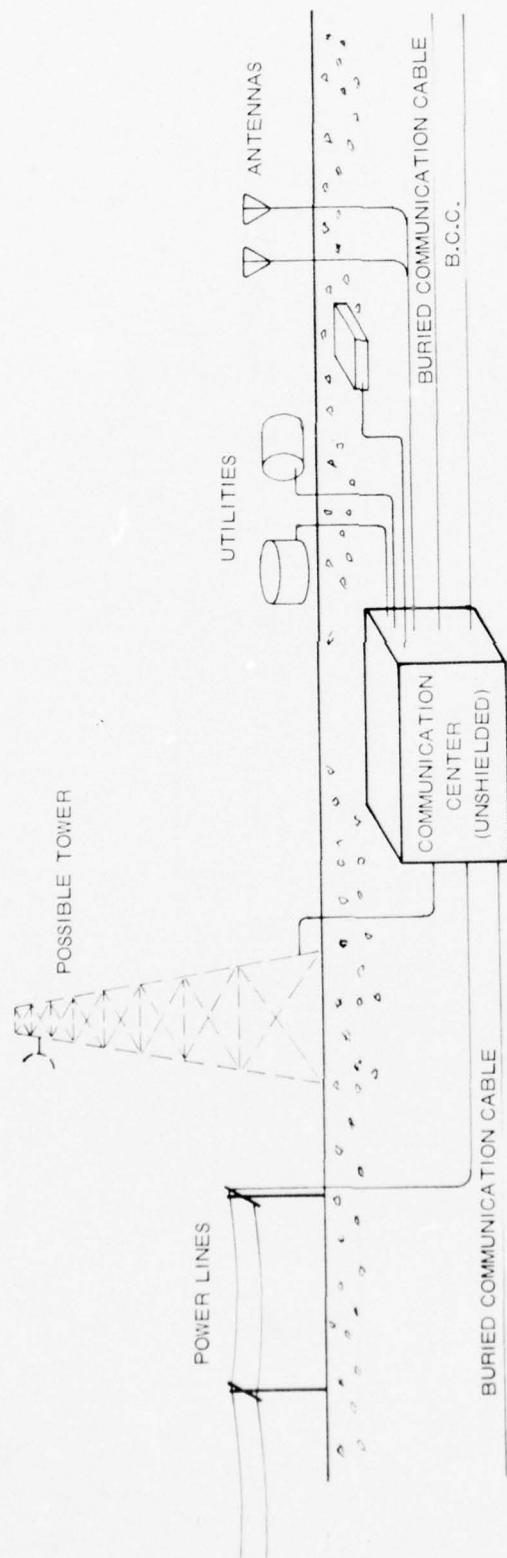 POSSIBLE TOWER
POWER LINES
UTILITIES
ANTENNAS
COMMUNICATION
CENTER
(UNSHIELDED)
BURIED COMMUNICATION CABLE
B.C.C.
BURIED COMMUNICATION CABLE